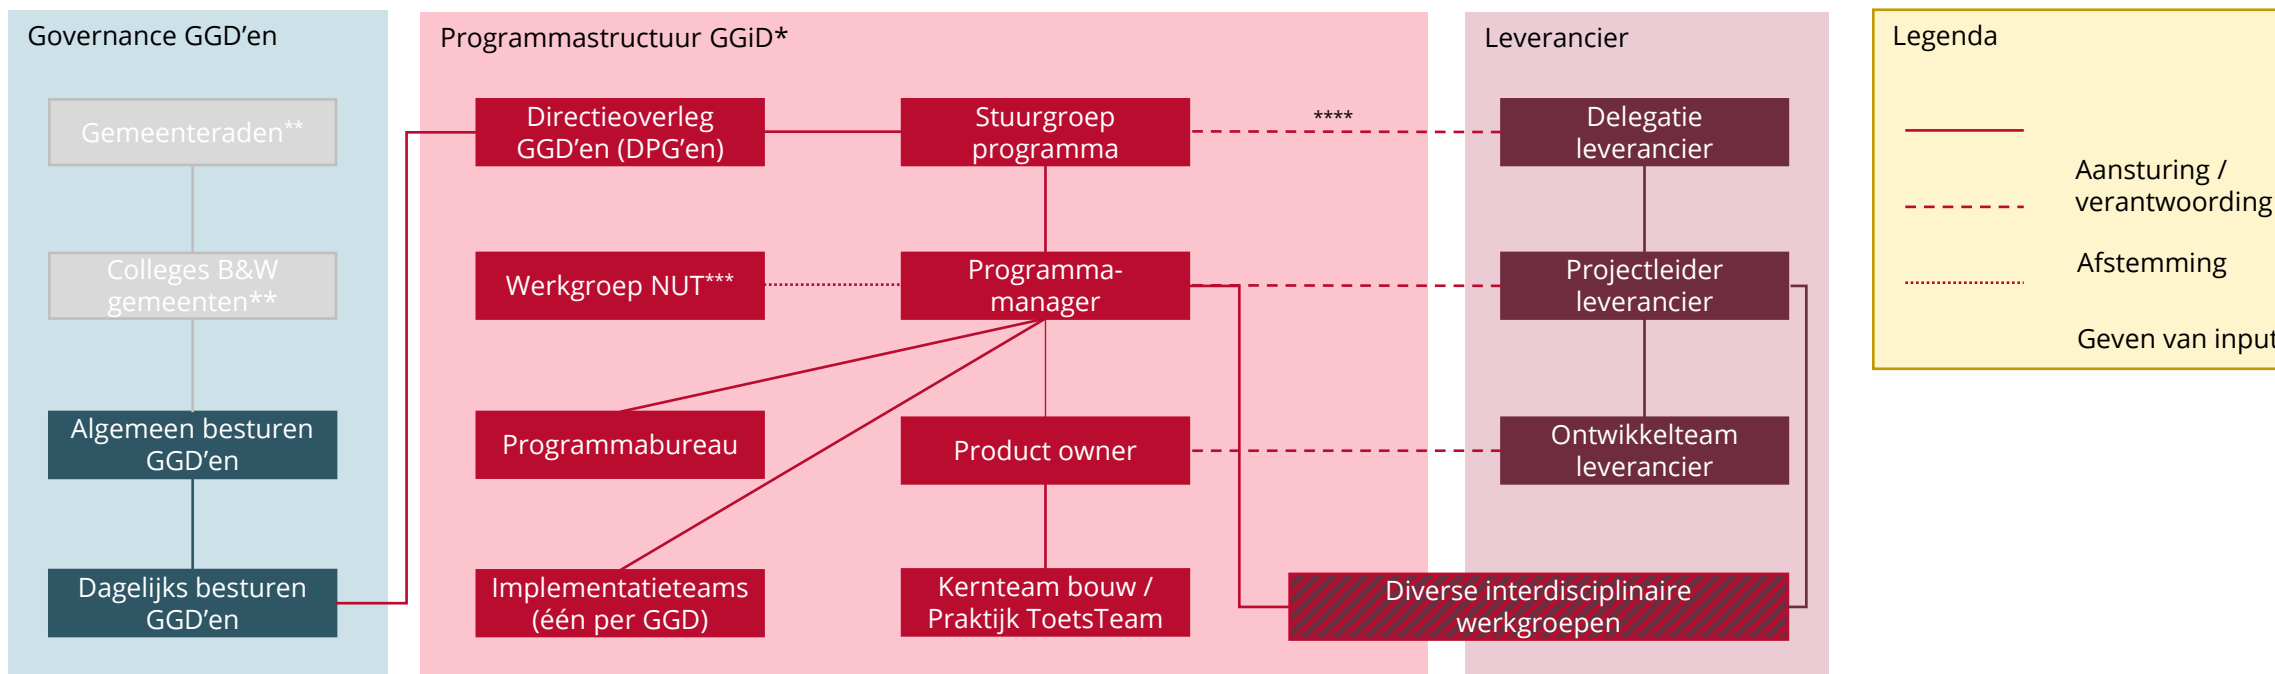 Governance GGD’en
Gemeenteraden**
Colleges B&W
gemeenten**
Algemeen besturen
GGD’en
Dagelijks besturen
GGD’en
Programmastructuur GGiD*
Directieoverleg
GGD’en (DPG’en)
Stuurgroep
programma
****
Werkgroep NUT***
Programma-
manager
Programmabureau
Product owner
Implementatieteams
(één per GGD)
Kernteam bouw /
Praktijk ToetsTeam
Leverancier
Delegatie
leverancier
Projectleider
leverancier
Ontwikkelteam
leverancier
Diverse interdisciplinaire
werkgroepen
Legenda
Aansturing /
verantwoording
Afstemming
Geven van input